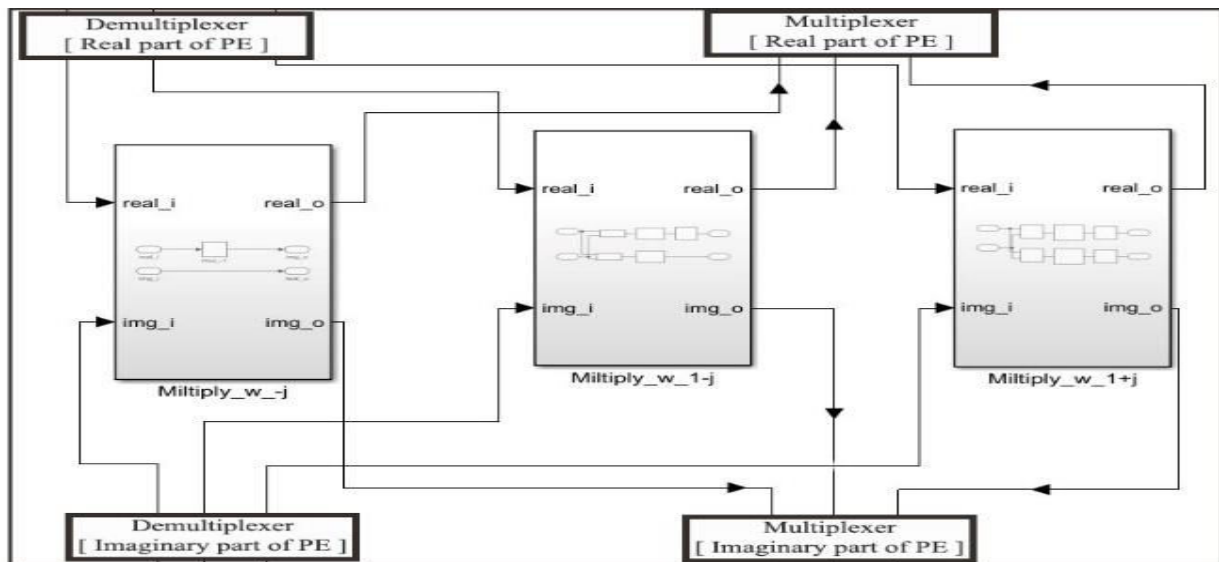 Demultiplexer
[ Real part of PE ]
Multiplexer
[ Real part of PE ]
real_i
real_o
img_i
img_o
Miltiply_w_-j
real_i
real_o
img_i
img_o
Miltiply_w_1-j
real_i
real_o
img_i
img_o
Miltiply_w_1+j
Demultiplexer
[ Imaginary part of PE ]
Multiplexer
[ Imaginary part of PE ]